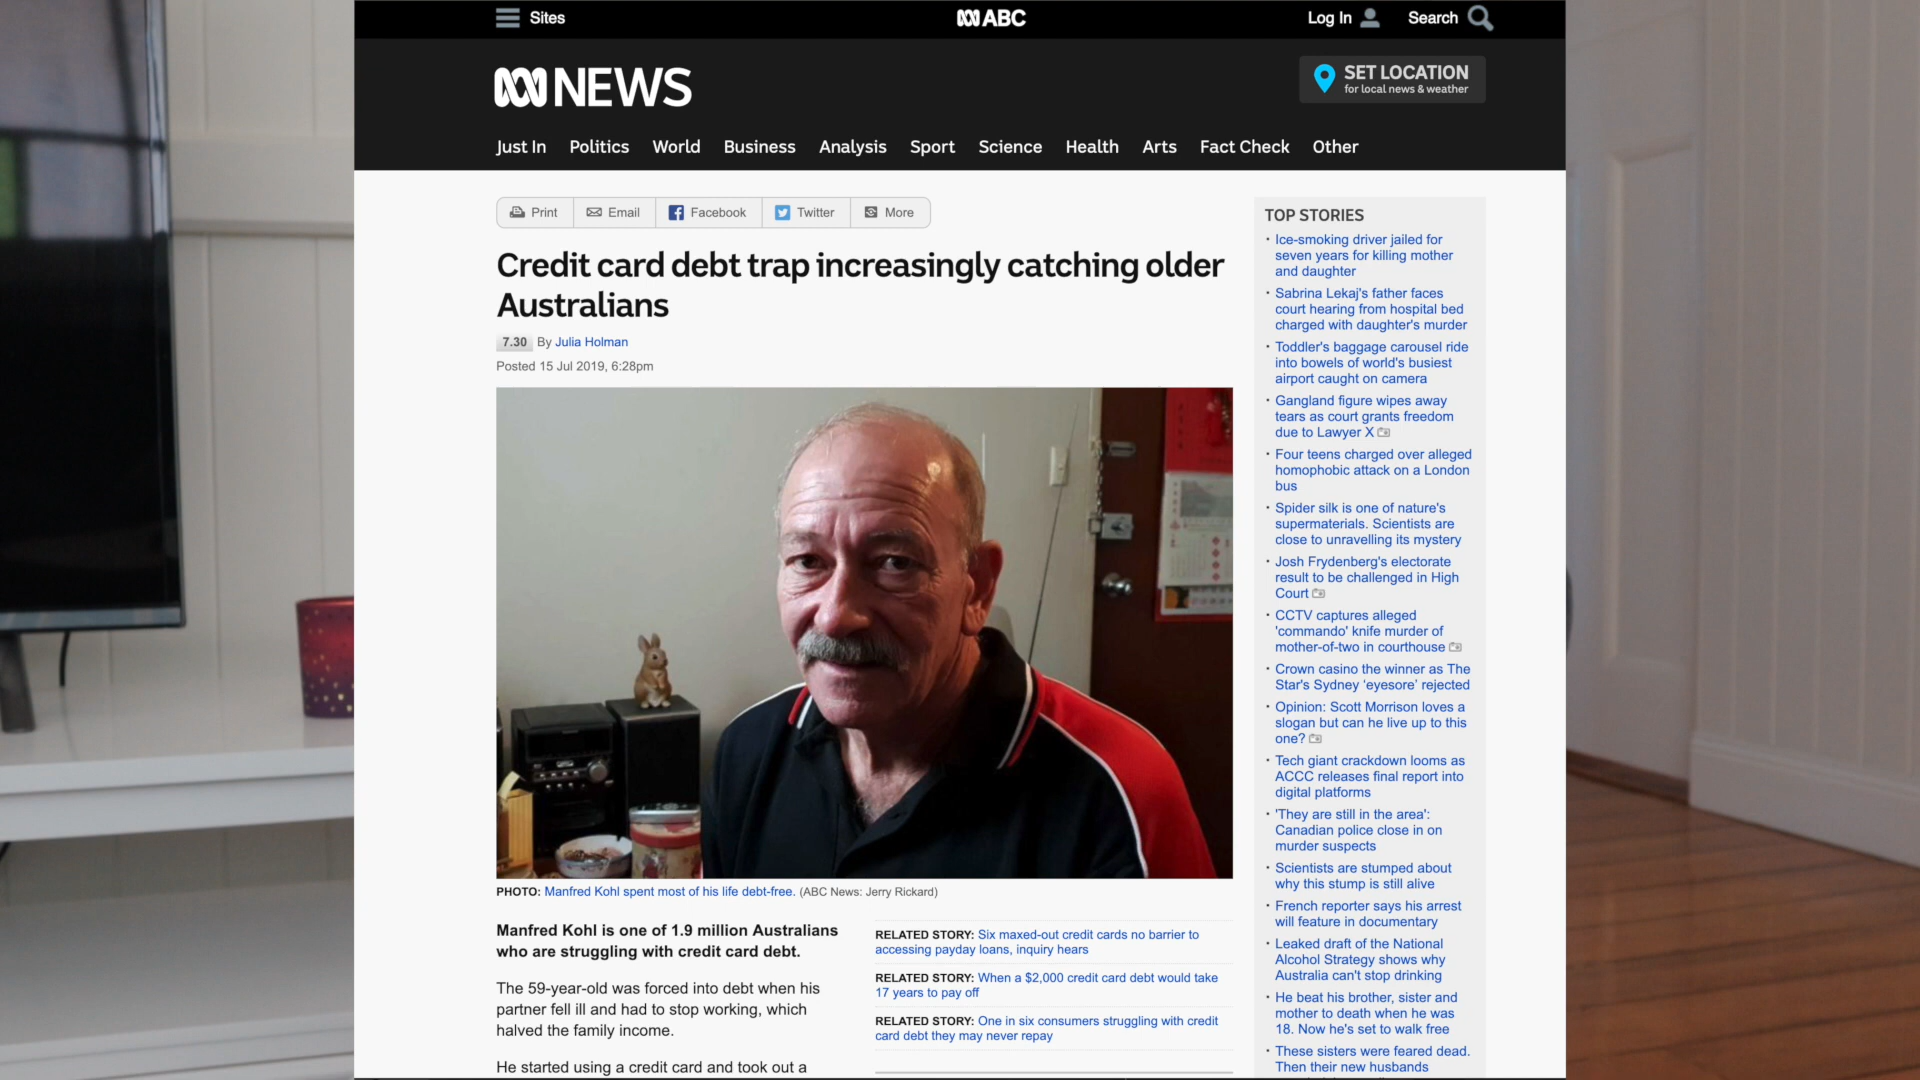 Sites
ABC
Log In
Search
NEWS
SET LOCATION
for local news & weather
Just In Politics World Business Analysis Sport Science Health Arts Fact Check Other
Print Email Facebook Twitter More
Credit card debt trap increasingly catching older
Australians
7.30 By Julia Holman
Posted 15 Jul 2019, 6:28pm
PHOTO: Manfred Kohl spent most of his life debt-free. (ABC News: Jerry Rickard)
Manfred Kohl is one of 1.9 million Australians
who are struggling with credit card debt.
The 59-year-old was forced into debt when his
partner fell ill and had to stop working, which
halved the family income.
He started using a credit card and took out a
RELATED STORY: Six maxed-out credit cards no barrier to
accessing payday loans, inquiry hears
RELATED STORY: When a $2,000 credit card debt would take
17 years to pay off
RELATED STORY: One in six consumers struggling with credit
card debt they may never repay
TOP STORIES
Ice-smoking driver jailed for
seven years for killing mother
and daughter
Sabrina Lekaj's father faces
court hearing from hospital bed
charged with daughter's murder
Toddler's baggage carousel ride
into bowels of world's busiest
airport caught on camera
Gangland figure wipes away
tears as court grants freedom
due to Lawyer X
Four teens charged over alleged
homophobic attack on a London
bus
Spider silk is one of nature's
supermaterials. Scientists are
close to unravelling its mystery
Josh Frydenberg's electorate
result to be challenged in High
Court
CCTV captures alleged
'commando' knife murder of
mother-of-two in courthouse
Crown casino the winner as The
Star's Sydney ‘eyesore’ rejected
Opinion: Scott Morrison loves a
slogan but can he live up to this
one?
Tech giant crackdown looms as
ACCC releases final report into
digital platforms
'They are still in the area':
Canadian police close in on
murder suspects
Scientists are stumped about
why this stump is still alive
French reporter says his arrest
will feature in documentary
Leaked draft of the National
Alcohol Strategy shows why
Australia can't stop drinking
He beat his brother, sister and
mother to death when he was
18. Now he's set to walk free
These sisters were feared dead.
Then their new husbands